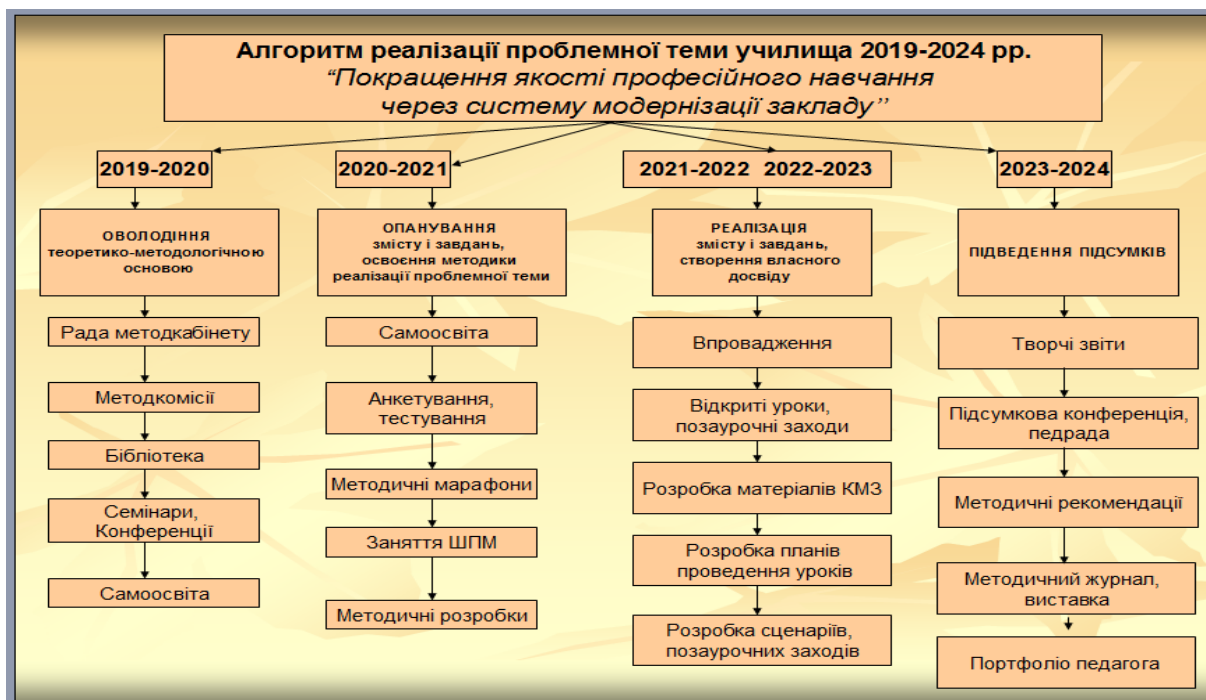 Алгоритм реалізації проблемної теми училища 2019-2024 рр.
“Покращення якості професійного навчання
через систему модернізації закладу’’
2019-2020
2020-2021
2021-2022 2022-2023
2023-2024
ОВОЛОДІННЯ
теоретико-методологічною
основою
Рада методкабінету
Методкомісії
Бібліотека
Семінари,
Конференції
Самоосвіта
ОПАНУВАННЯ
змісту і завдань,
освоєння методики
реалізації проблемної теми
Самоосвіта
Анкетування,
тестування
Методичні марафони
Заняття ШПМ
Методичні розробки
РЕАЛІЗАЦІЯ
змісту і завдань,
створення власного
досвіду
Впровадження
Відкриті уроки,
позаурочні заходи
Розробка матеріалів КМЗ
Розробка планів
проведення уроків
Розробка сценаріїв,
позаурочних заходів
ПІДВЕДЕННЯ ПІДСУМКІВ
Творчі звіти
Підсумкова конференція,
педрада
Методичні рекомендації
Методичний журнал,
виставка
Портфоліо педагога